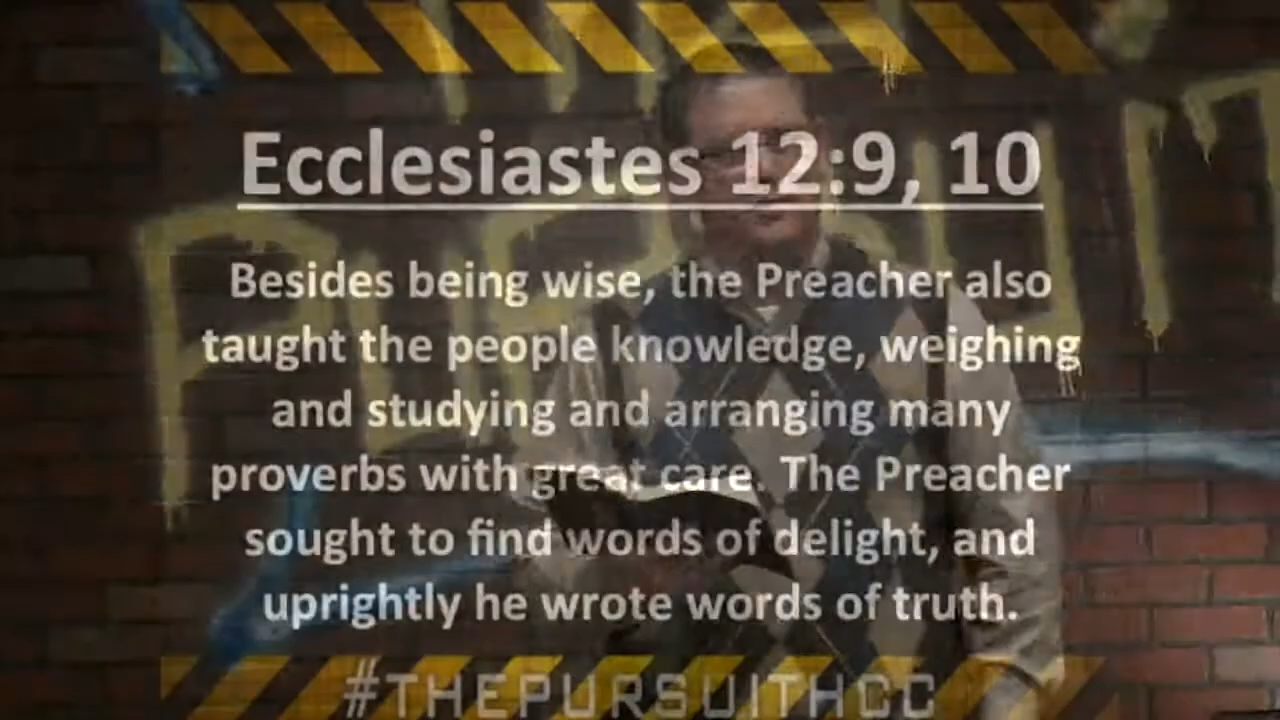 Ecclesiastes 12:9, 10
Besides being wise, the Preacher also
taught the people knowledge, weighing
and studying and arranging many
proverbs with great care. The Preacher
sought to find words of delight, and
uprightly he wrote words of truth.
#THEPURSUITHCC